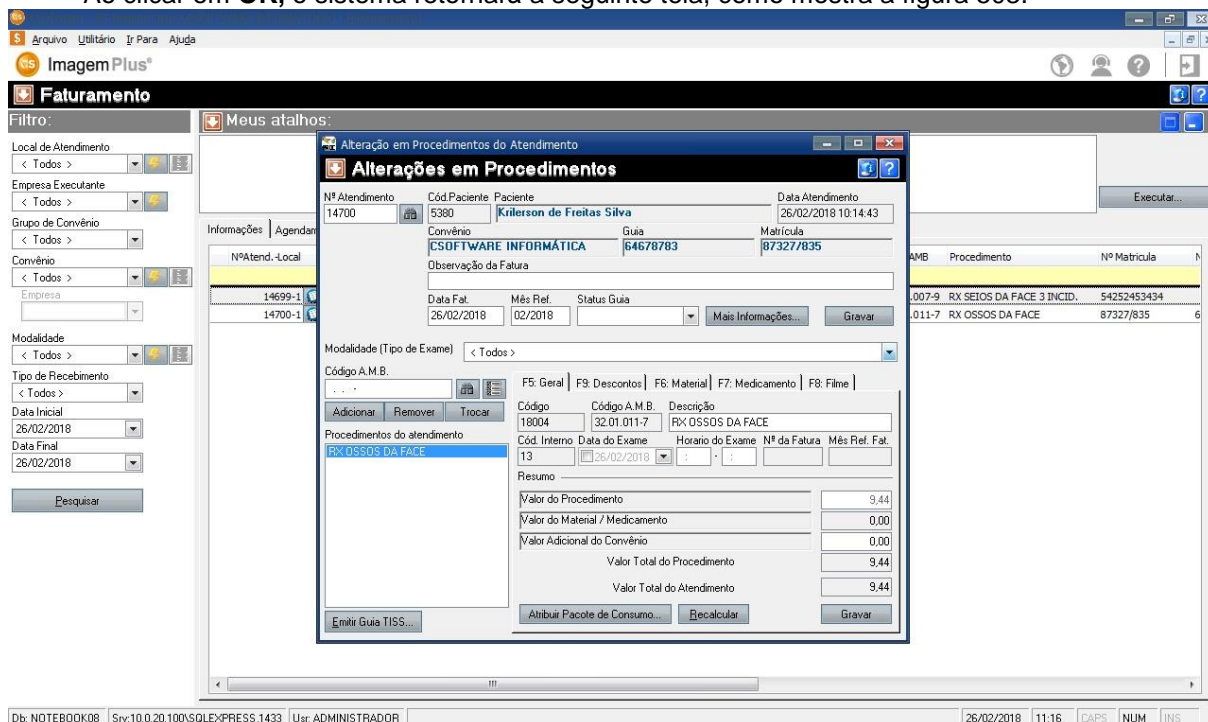 Ao clicar em OK, o sistema retornará a seguinte tela, como mostra a figura
Arquivo Utilitário Ir Para Ajuda
ImagemPlus®
Faturamento
Filtro:
Meus atalhos:
Local de Atendimento
< Todos >
Empresa Executante
< Todos >
Grupo de Convênio
< Todos >
Convênio
< Todos >
Empresa
Modalidade
< Todos >
Tipo de Recebimento
< Todos >
Data Inicial
26/02/2018
Data Final
26/02/2018
Pesquisar
Executar...
Informações Agendam
NºAtend.-Local
AMB Procedimento Nº Matricula N
14699-1 .007-9 RX SEIOS DA FACE 3 INCID. 54252453434
14700-1 .011-7 RX OSSOS DA FACE 87327/835 6
Alteração em Procedimentos do Atendimento
Alterações em Procedimentos
Nº Atendimento Cód.Paciente Paciente Data Atendimento
14700 5380 Krilerson de Freitas Silva 26/02/2018 10:14:43
Convênio Guia Matrícula
CSOFTWARE INFORMÁTICA 64678783 87327/835
Observação da Fatura
Data Fat. Mês Ref. Status Guia
26/02/2018 02/2018 Mais Informações... Gravar
Modalidade (Tipo de Exame) < Todos >
Código A.M.B.
. . -
Adicionar Remover Trocar
Procedimentos do atendimento
RX OSSOS DA FACE
Emitir Guia TISS...
F5: Geral F9: Descontos F6: Material F7: Medicamento F8: Filme
Código Código A.M.B. Descrição
18004 32.01.011-7 RX OSSOS DA FACE
Cód. Interno Data do Exame Horario do Exame Nº da Fatura Mês Ref. Fat.
13 26/02/2018 : - :
Resumo
Valor do Procedimento 9,44
Valor do Material / Medicamento 0,00
Valor Adicional do Convênio 0,00
Valor Total do Procedimento 9,44
Valor Total do Atendimento 9,44
Atribuir Pacote de Consumo... Recalcular Gravar
Db: NOTEBOOK08 Srv:10.0.20.100\SQLEXPRESS,1433 Usr: ADMINISTRADOR 26/02/2018 11:16 CAPS NUM INS